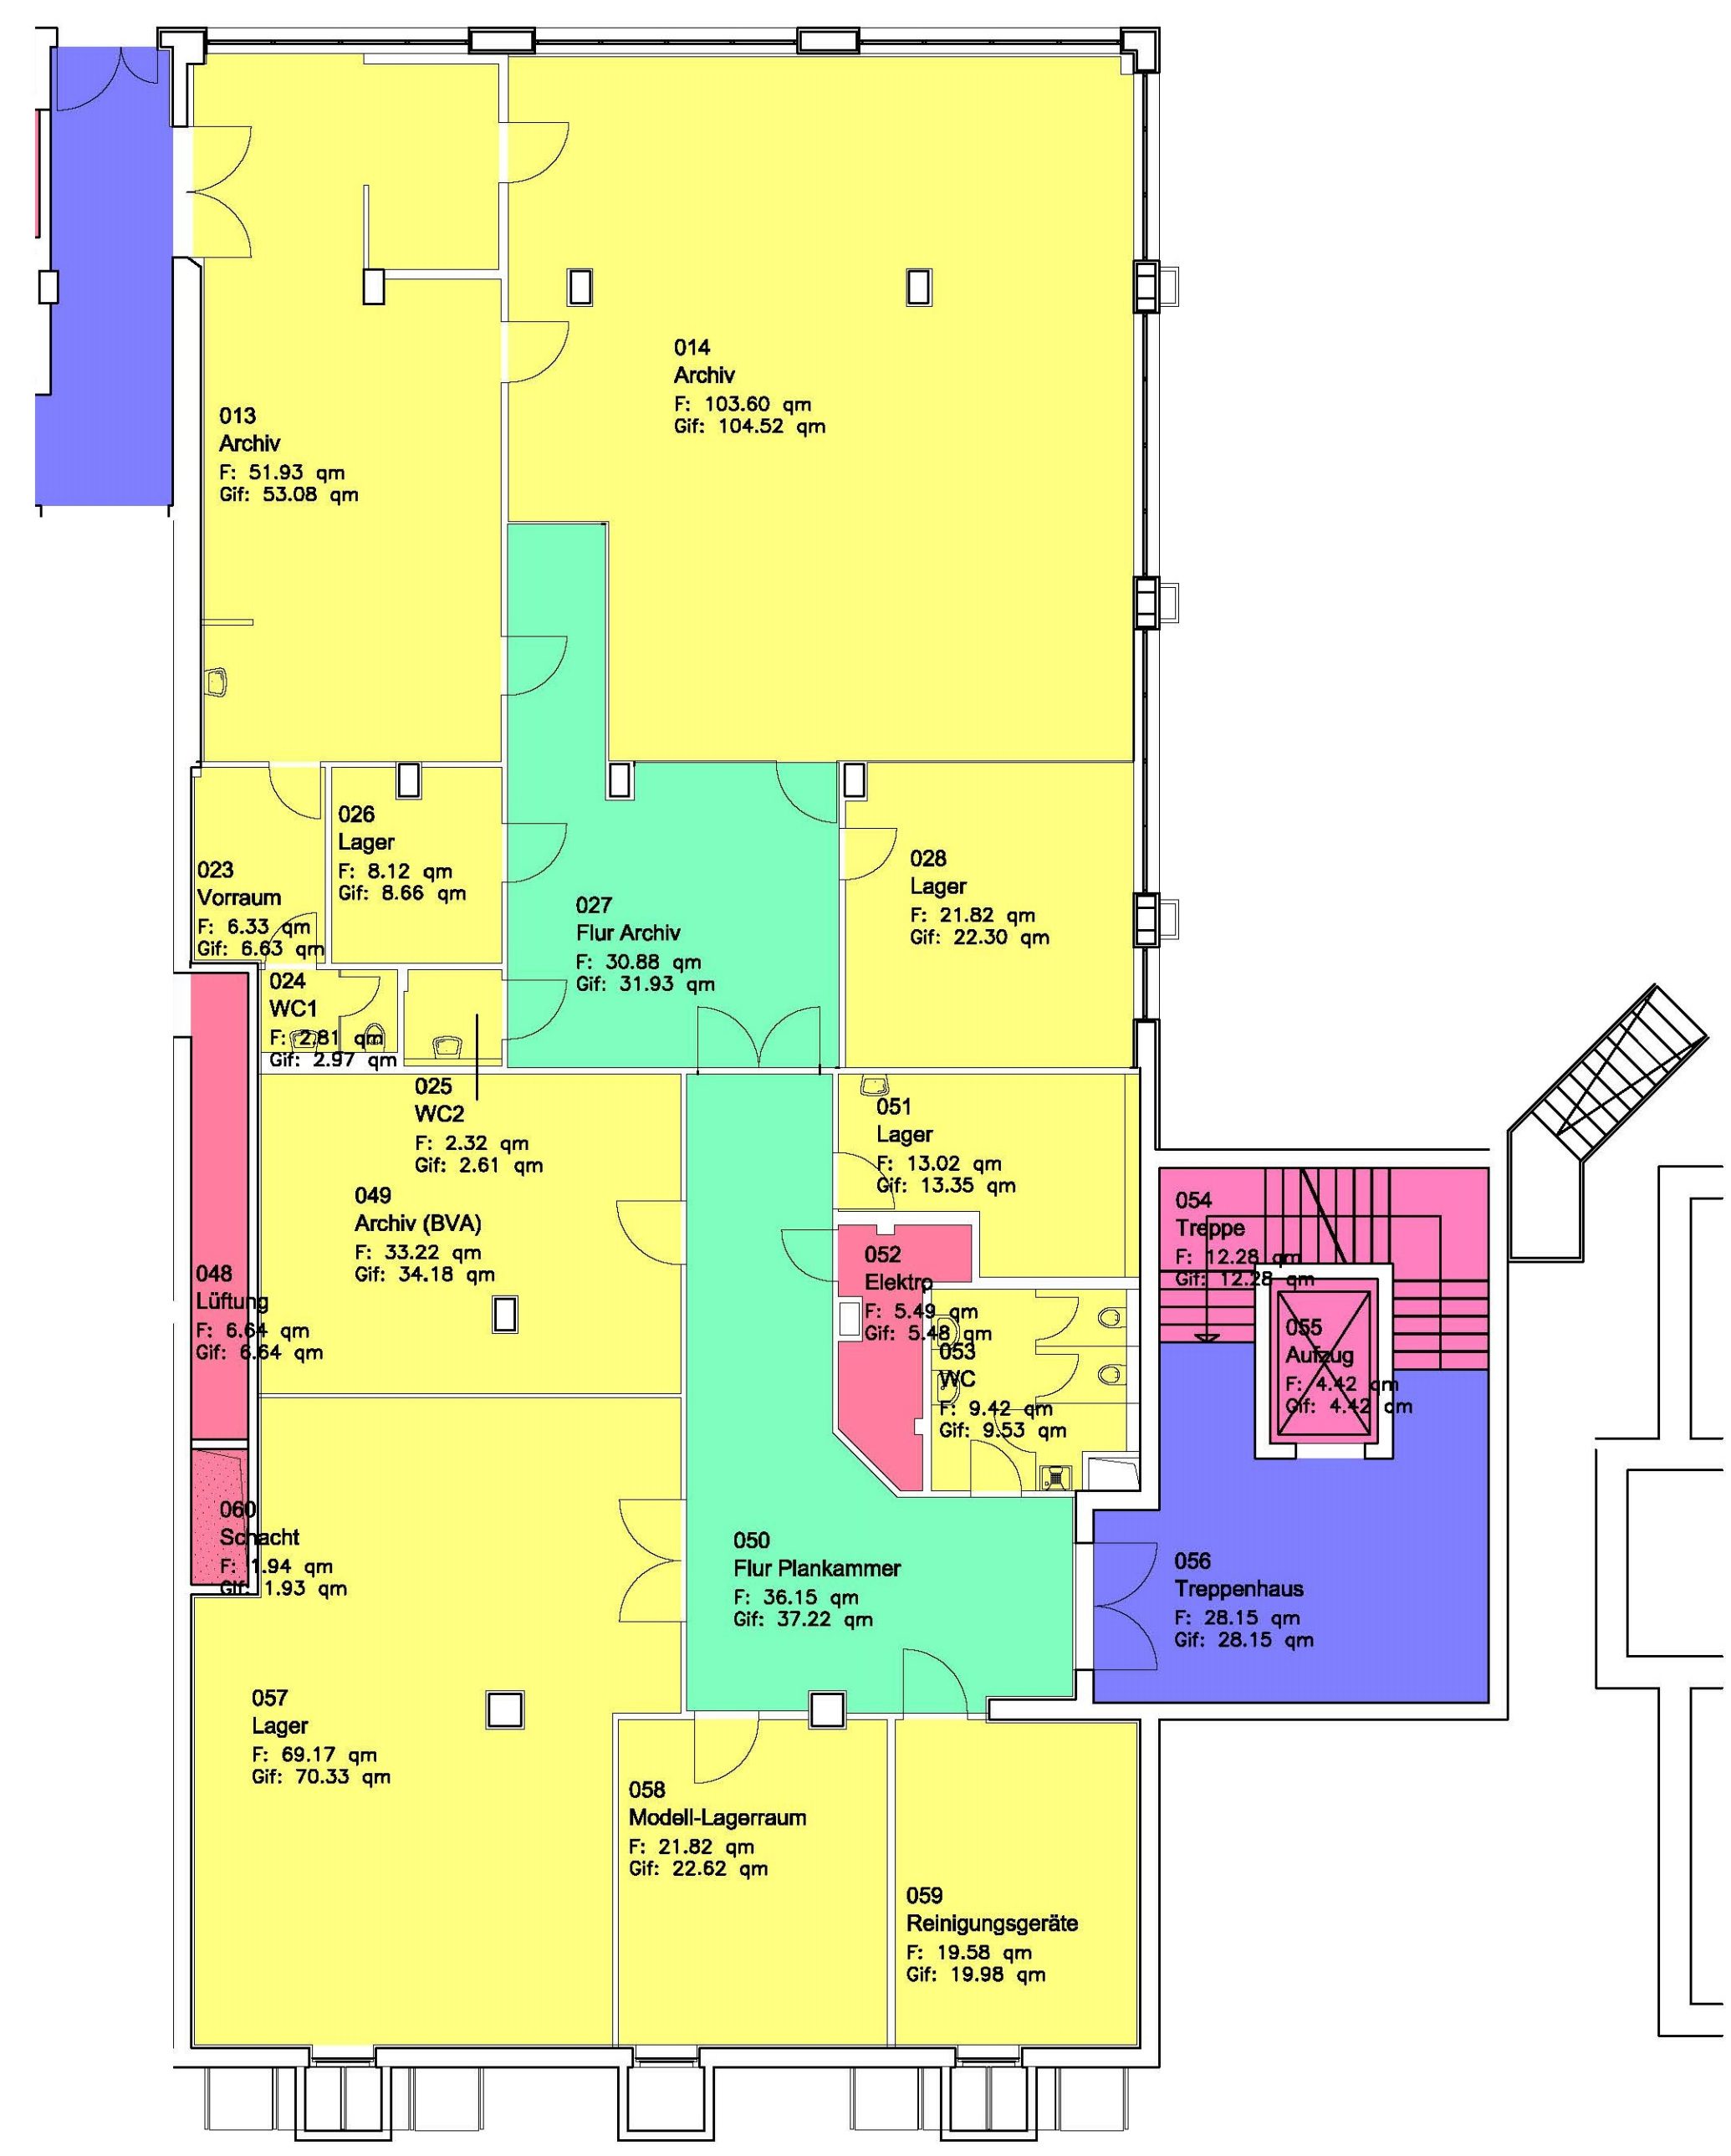 014
Archiv
F: 103.60 qm
Gif: 104.52 qm
013
Archiv
F: 51.93 qm
Gif: 53.08 qm
026
Lager
F: 8.12 qm
Gif: 8.66 qm
023
Vorraum
F: 6.33 qm
Gif: 6.63 qm
028
Lager
F: 21.82 qm
Gif: 22.30 qm
027
Flur Archiv
F: 30.88 qm
Gif: 31.93 qm
024
WC1
F: 2.81 qm
Gif: 2.97 qm
025
WC2
F: 2.32 qm
Gif: 2.61 qm
051
Lager
F: 13.02 qm
Gif: 13.35 qm
049
Archiv (BVA)
F: 33.22 qm
Gif: 34.18 qm
054
Treppe
F: 12.28 qm
Gif: 12.28 qm
052
Elektro
F: 5.49 qm
Gif: 5.48 qm
048
Lüftung
F: 6.64 qm
Gif: 6.64 qm
055
Aufzug
F: 4.42 qm
Gif: 4.42 qm
053
WC
F: 9.42 qm
Gif: 9.53 qm
060
Schacht
F: 1.94 qm
Gif: 1.93 qm
050
Flur Plankammer
F: 36.15 qm
Gif: 37.22 qm
056
Treppenhaus
F: 28.15 qm
Gif: 28.15 qm
057
Lager
F: 69.17 qm
Gif: 70.33 qm
058
Modell-Lagerraum
F: 21.82 qm
Gif: 22.62 qm
059
Reinigungsgeräte
F: 19.58 qm
Gif: 19.98 qm